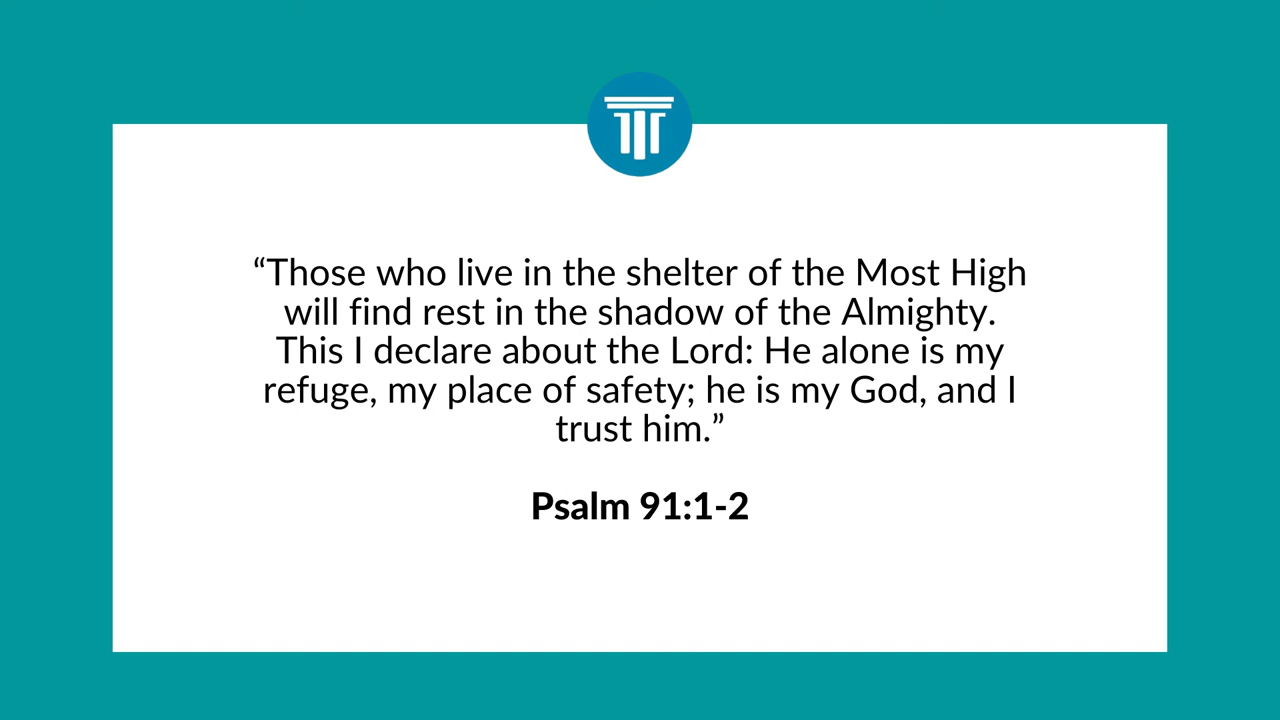 “Those who live in the shelter of the Most High
will find rest in the shadow of the Almighty.
This I declare about the Lord: He alone is my
refuge, my place of safety; he is my God, and I
trust him.”
Psalm 91:1-2